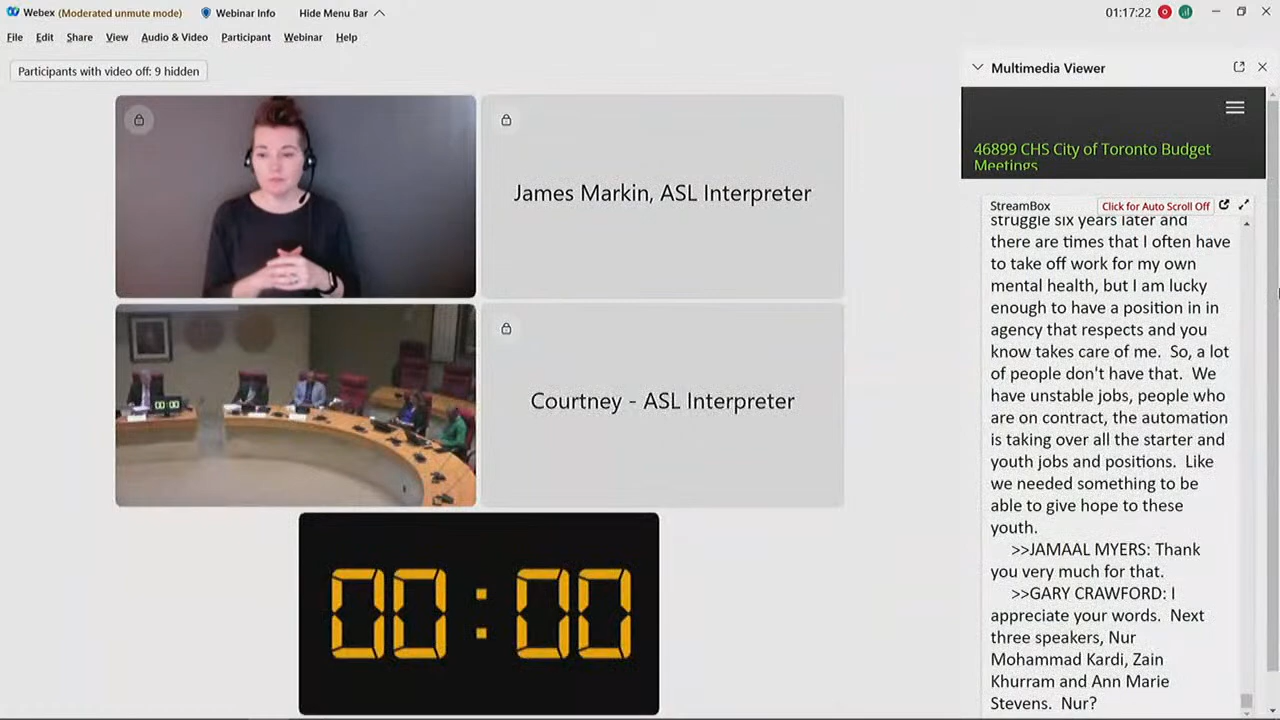 Webex (Moderated unmute mode) Webinar Info Hide Menu Bar 01:17:22
File Edit Share View Audio & Video Participant Webinar Help
Participants with video off: 9 hidden
Multimedia Viewer
James Markin, ASL Interpreter
Courtney - ASL Interpreter
00:00
46899 CHS City of Toronto Budget
Meetings
StreamBox Click for Auto Scroll Off
struggle six years later and
there are times that I often have
to take off work for my own
mental health, but I am lucky
enough to have a position in in
agency that respects and you
know takes care of me. So, a lot
of people don't have that. We
have unstable jobs, people who
are on contract, the automation
is taking over all the starter and
youth jobs and positions. Like
we needed something to be
able to give hope to these
youth.
>>JAMAAL MYERS: Thank
you very much for that.
>>GARY CRAWFORD: I
appreciate your words. Next
three speakers, Nur
Mohammad Kardi, Zain
Khurram and Ann Marie
Stevens. Nur?